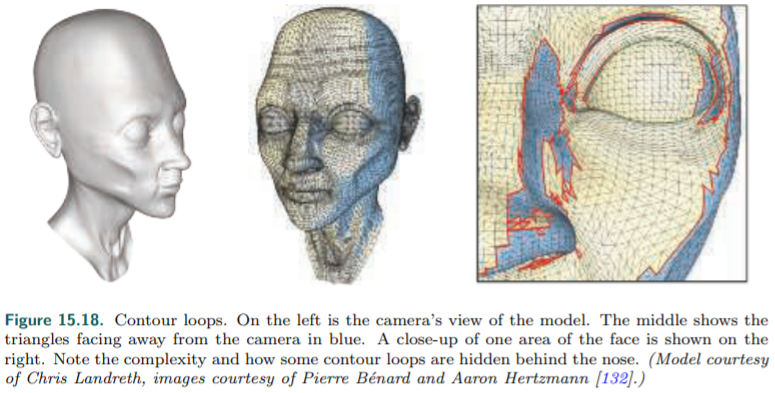 Figure 15.18. Contour loops. On the left is the camera's view of the model. The middle shows the
triangles facing away from the camera in blue. A close-up of one area of the face is shown on the
right. Note the complexity and how some contour loops are hidden behind the nose. (Model courtesy
of Chris Landreth, images courtesy of Pierre Bénard and Aaron Hertzmann [132].)